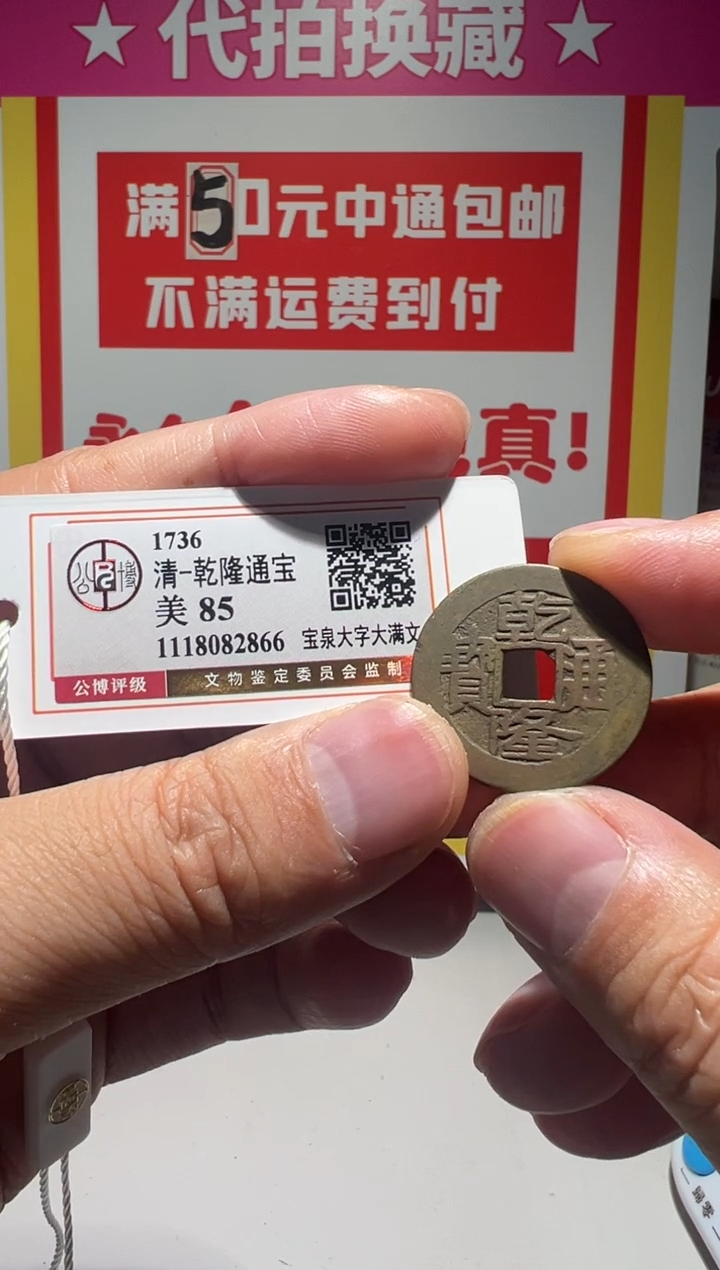 ★代拍换藏★
满50元中通包邮
不满运费到付
真!
1736
清-乾隆通宝
美 85
1118082866 宝泉大字大满文
公博评级 文物鉴定委员会监制
乾隆通寳